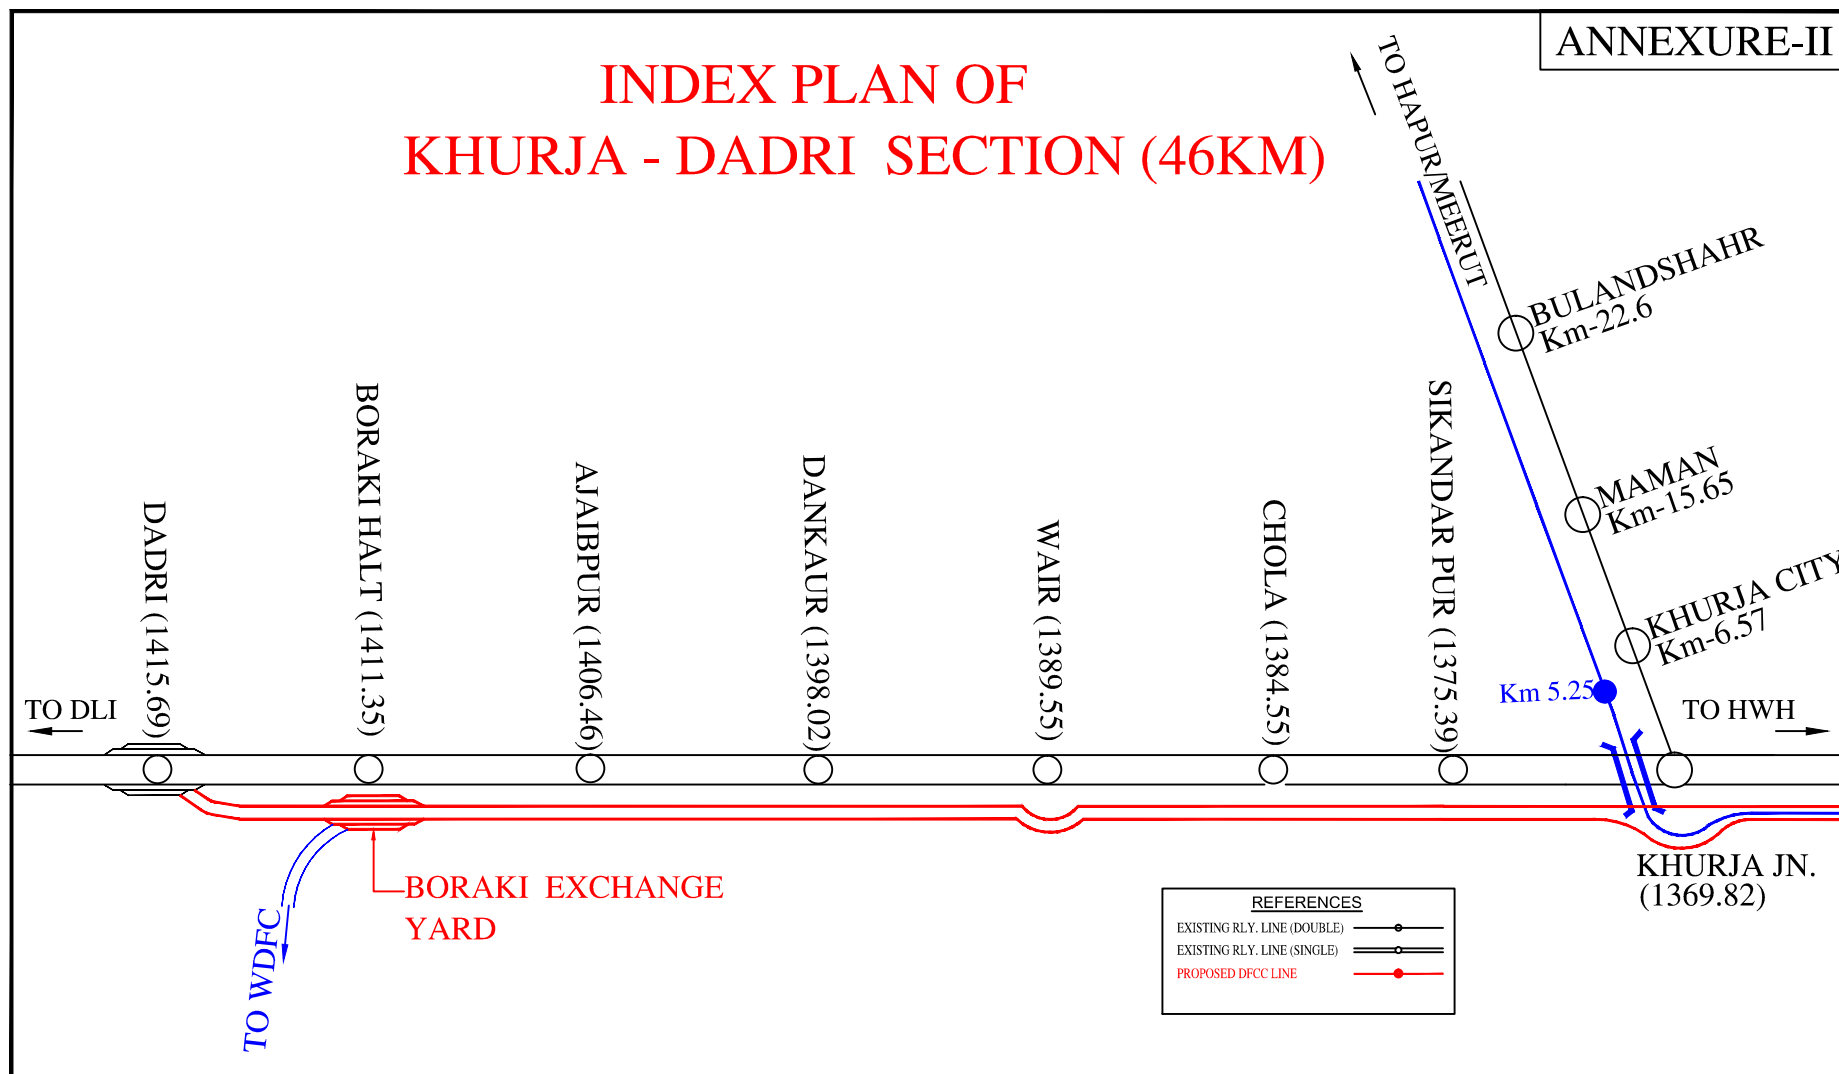 ANNEXURE-II
INDEX PLAN OF
KHURJA - DADRI SECTION (46KM)
TO HAPUR/MEERUT
BULANDSHAHR
Km-22.6
MAMAN
Km-15.65
KHURJA CITY
Km-6.57
Km 5.25
TO DLI
DADRI (1415.69)
BORAKI HALT (1411.35)
AJAIBPUR (1406.46)
DANKAUR (1398.02)
WAIR (1389.55)
CHOLA (1384.55)
SIKANDAR PUR (1375.39)
TO HWH
KHURJA JN.
(1369.82)
BORAKI EXCHANGE
YARD
TO WDFC
REFERENCES
EXISTING RLY. LINE (DOUBLE)
EXISTING RLY. LINE (SINGLE)
PROPOSED DFCC LINE